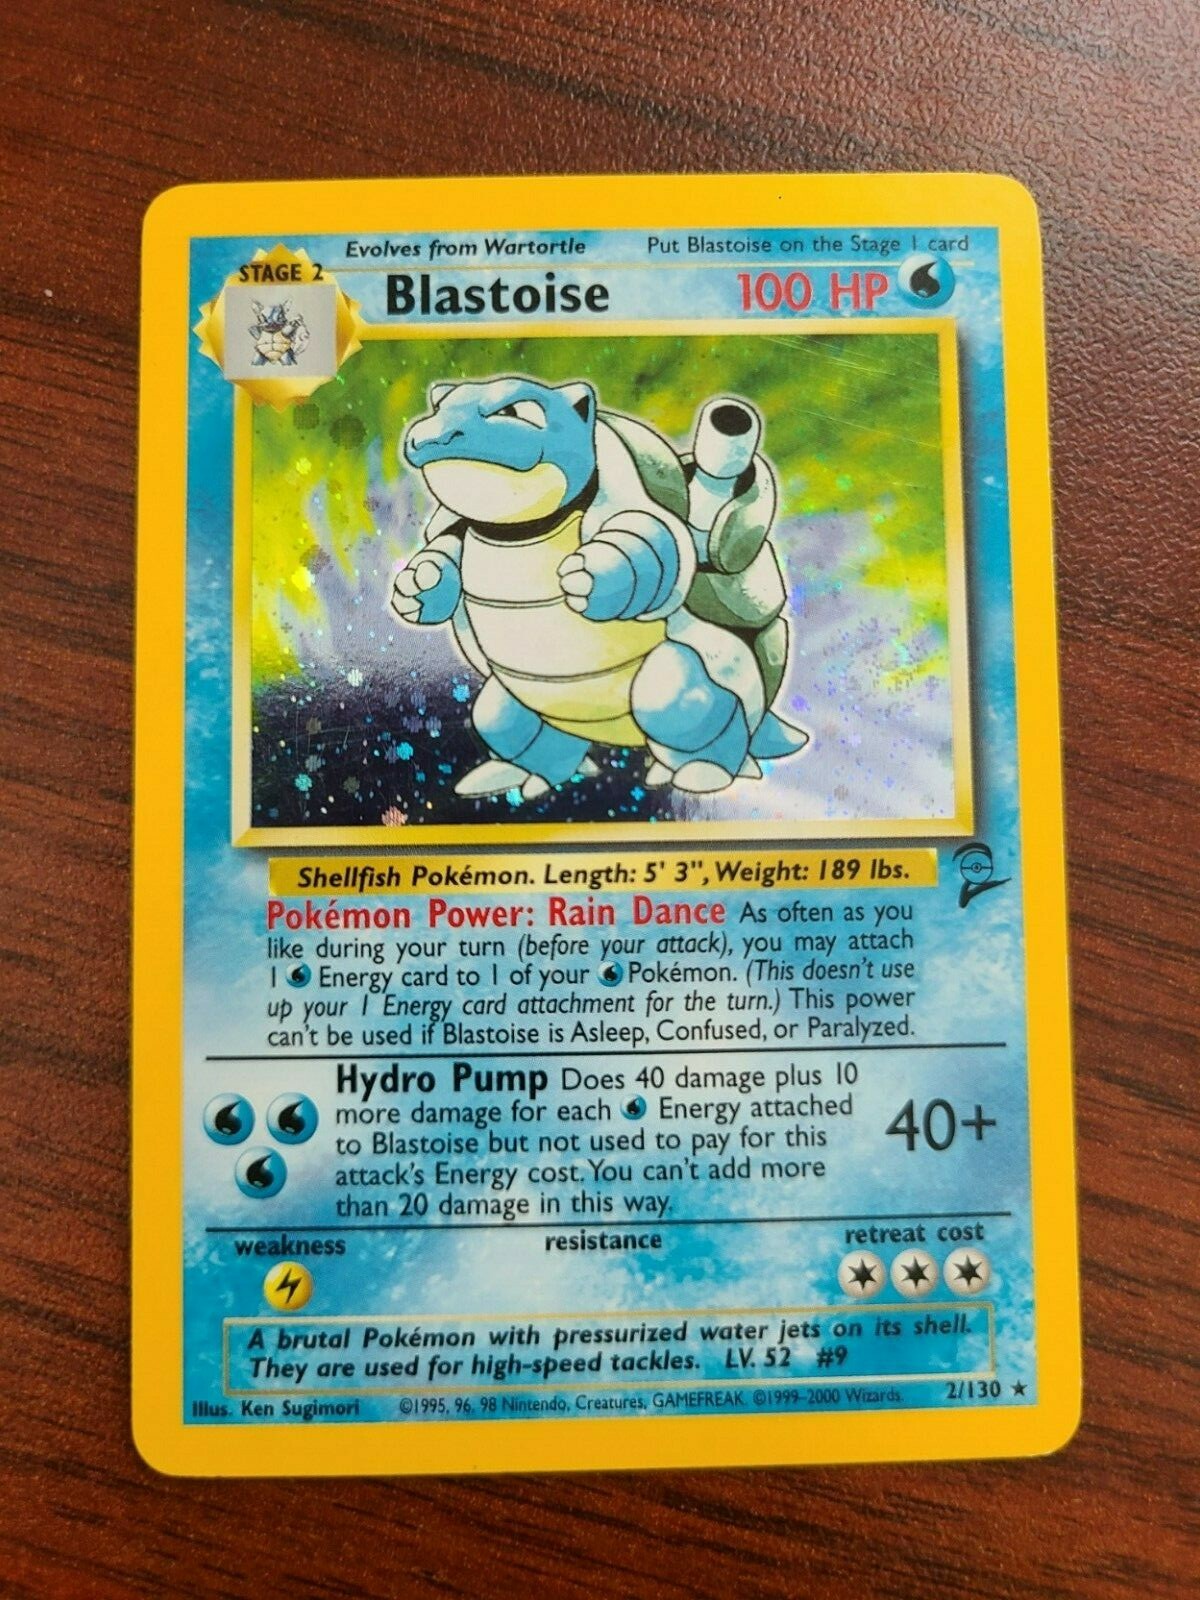 Evolves from Wartortle Put Blastoise on the Stage 1 card
STAGE 2
Blastoise 100 HP
Shellfish Pokémon. Length: 5' 3", Weight: 189 lbs.
Pokémon Power: Rain Dance As often as you
like during your turn (before your attack), you may attach
1 Energy card to 1 of your Pokémon. (This doesn't use
up your 1 Energy card attachment for the turn.) This power
can't be used if Blastoise is Asleep, Confused, or Paralyzed.
Hydro Pump Does 40 damage plus 10
more damage for each Energy attached
to Blastoise but not used to pay for this
attack's Energy cost. You can't add more
than 20 damage in this way.
40+
weakness resistance retreat cost
A brutal Pokémon with pressurized water jets on its shell.
They are used for high-speed tackles. LV. 52 #9
Illus. Ken Sugimori ©1995, 96, 98 Nintendo, Creatures, GAMEFREAK. ©1999-2000 Wizards. 2/130 ★